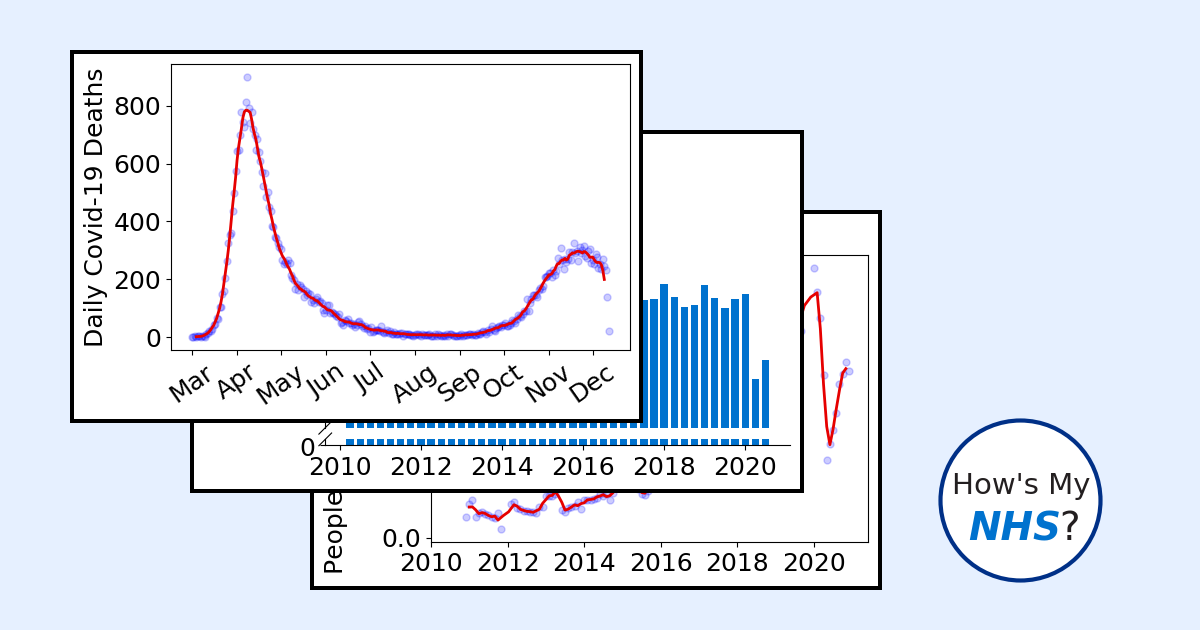 Daily Covid-19 Deaths
800
600
400
200
0
Mar Apr May Jun Jul Aug Sep Oct Nov Dec
0
2010 2012 2014 2016 2018 2020
People
0.0
2010 2012 2014 2016 2018 2020
How's My
NHS?